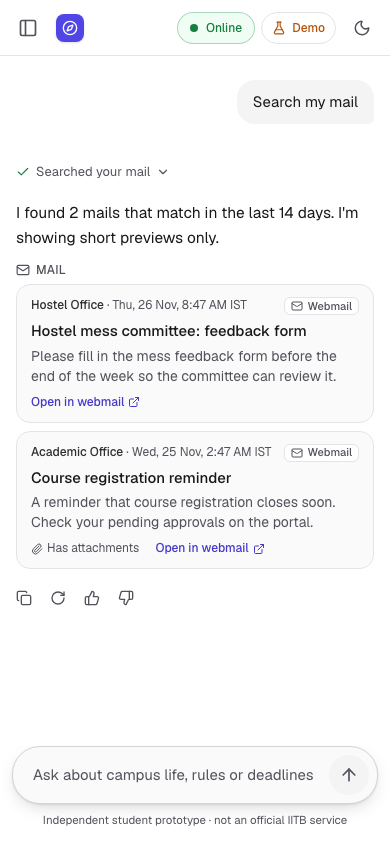 Online
Demo
Search my mail
Searched your mail
I found 2 mails that match in the last 14 days. I'm
showing short previews only.
MAIL
Hostel Office · Thu, 26 Nov, 8:47 AM IST
Webmail
Hostel mess committee: feedback form
Please fill in the mess feedback form before the
end of the week so the committee can review it.
Open in webmail
Academic Office · Wed, 25 Nov, 2:47 AM IST
Webmail
Course registration reminder
A reminder that course registration closes soon.
Check your pending approvals on the portal.
Has attachments Open in webmail
Ask about campus life, rules or deadlines
Independent student prototype · not an official IITB service